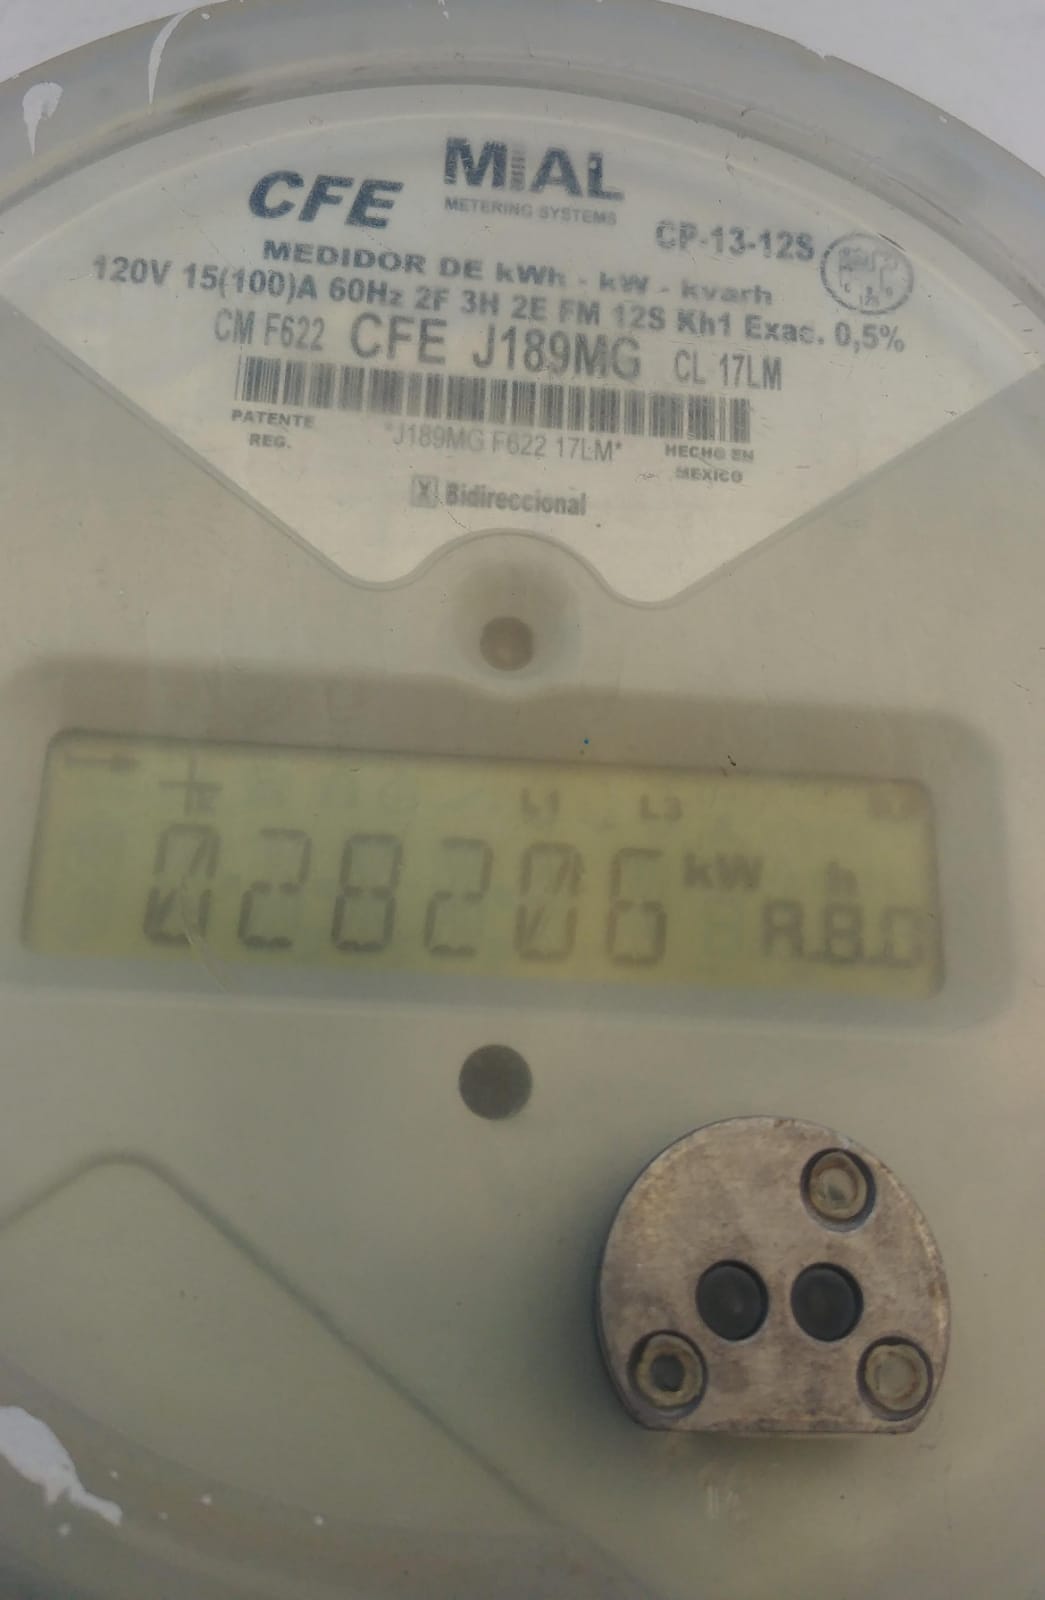 MIAL
CFE
METERING SYSTEMS
CP-13-12S
MEDIDOR DE kWh - kW - kvarh
120V 15(100)A 60Hz 2F 3H 2E FM 12S Kh1 Exac. 0,5%
CM F622 CFE J189MG CL 17LM
PATENTE REG.
*J189MG F622 17LM*
HECHO EN MEXICO
X Bidireccional
L1 L3
028206 kW h